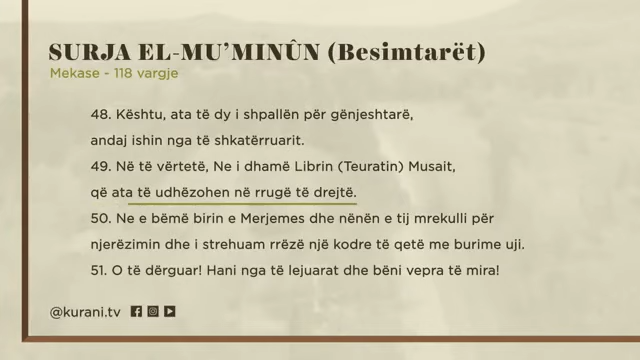 SURJA EL-MU’MINÛN (Besimtarët)
Mekase - 118 vargje
48. Kështu, ata të dy i shpallën për gënjeshtarë,
andaj ishin nga të shkatërruarit.
49. Në të vërtetë, Ne i dhamë Librin (Teuratin) Musait,
që ata të udhëzohen në rrugë të drejtë.
50. Ne e bëmë birin e Merjemes dhe nënën e tij mrekulli për
njerëzimin dhe i strehuam rrëzë një kodre të qetë me burime uji.
51. O të dërguar! Hani nga të lejuarat dhe bëni vepra të mira!
@kurani.tv